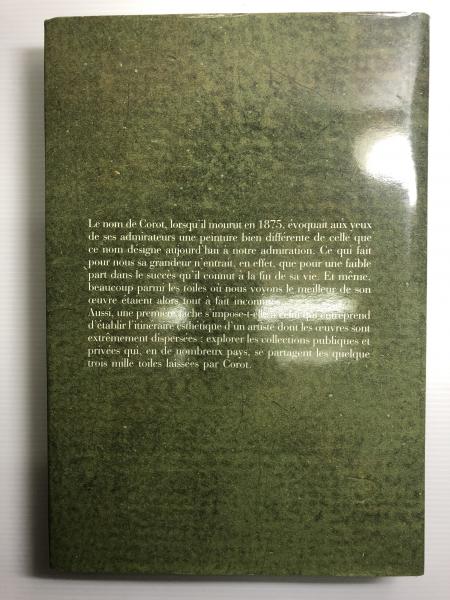 Le nom de Corot, lorsqu'il mourut en 1875, évoquait aux yeux
de ses admirateurs une peinture bien différente de celle que
ce nom désigne aujourd'hui à notre admiration. Ce qui fait
pour nous sa grandeur n'entrait, en effet, que pour une faible
part dans le succès qu'il connut à la fin de sa vie. Et même,
beaucoup parmi les toiles où nous voyons le meilleur de son
œuvre étaient alors tout à fait inconnues.
Aussi, une première tâche s'impose-t-elle à celui qui entreprend
d'établir l'itinéraire esthétique d'un artiste dont les œuvres sont
extrêmement dispersées : explorer les collections publiques et
privées qui, en de nombreux pays, se partagent les quelque
trois mille toiles laissées par Corot.